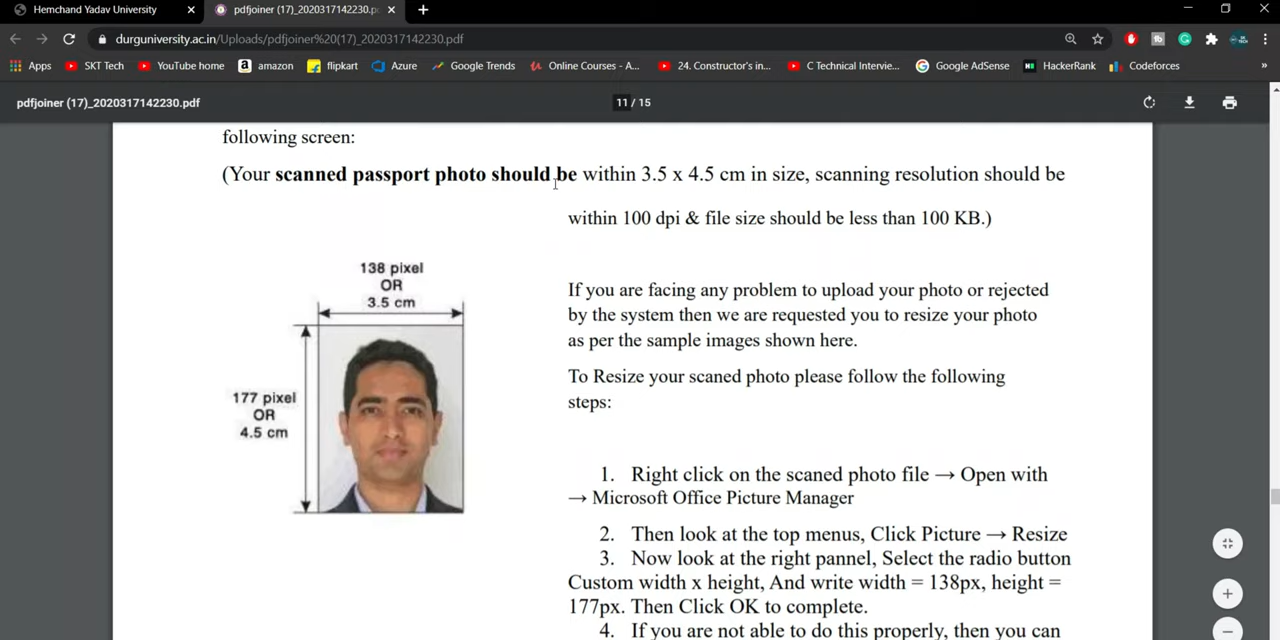 Hemchand Yadav University
pdfjoiner (17)_2020317142230.p
durguniversity.ac.in/Uploads/pdfjoiner%20(17)_2020317142230.pdf
Apps SKT Tech YouTube home amazon flipkart Azure Google Trends Online Courses - A... 24. Constructor's in... C Technical Intervie... Google AdSense HackerRank Codeforces »
pdfjoiner (17)_2020317142230.pdf 11 / 15
following screen:
(Your scanned passport photo should be within 3.5 x 4.5 cm in size, scanning resolution should be
within 100 dpi & file size should be less than 100 KB.)
138 pixel
OR
3.5 cm
177 pixel
OR
4.5 cm
If you are facing any problem to upload your photo or rejected
by the system then we are requested you to resize your photo
as per the sample images shown here.
To Resize your scaned photo please follow the following
steps:
1. Right click on the scaned photo file → Open with
→ Microsoft Office Picture Manager
2. Then look at the top menus, Click Picture → Resize
3. Now look at the right pannel, Select the radio button
Custom width x height, And write width = 138px, height =
177px. Then Click OK to complete.
4. If you are not able to do this properly, then you can